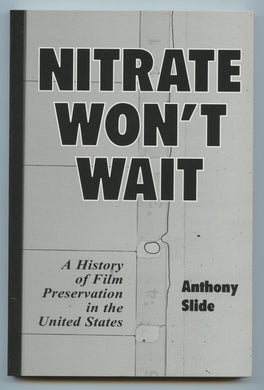 NITRATE
WON'T
WAIT
A History
of Film
Preservation
in the
United States
Anthony
Slide